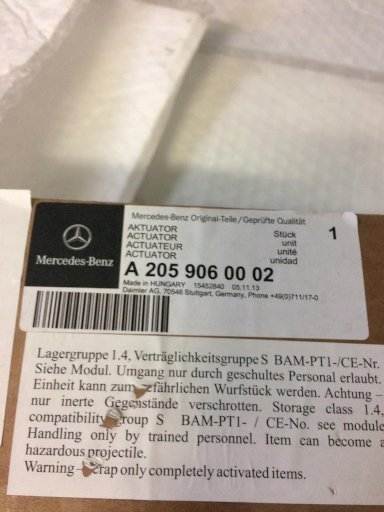 Mercedes-Benz Original-Teile/Geprüfte Qualität
AKTUATOR Stück 1
ACTUATOR unit
ACTUATEUR unité
ACTUATOR unidad
Mercedes-Benz
A 205 906 00 02
Made in HUNGARY 15452840 05.11.13
Daimler AG, 70546 Stuttgart, Germany, Phone +49(0)711/17-0
Lagergruppe 1.4, Verträglichkeitsgruppe S BAM-PT1-/CE-Nr.
Siehe Modul. Umgang nur durch geschultes Personal erlaubt.
Einheit kann zum gefährlichen Wurfstück werden. Achtung –
nur inerte Gegenstände verschrotten. Storage class 1.4,
compatibility group S BAM-PT1- / CE-No. see module
Handling only by trained personnel. Item can become a
hazardous projectile.
Warning – scrap only completely activated items.